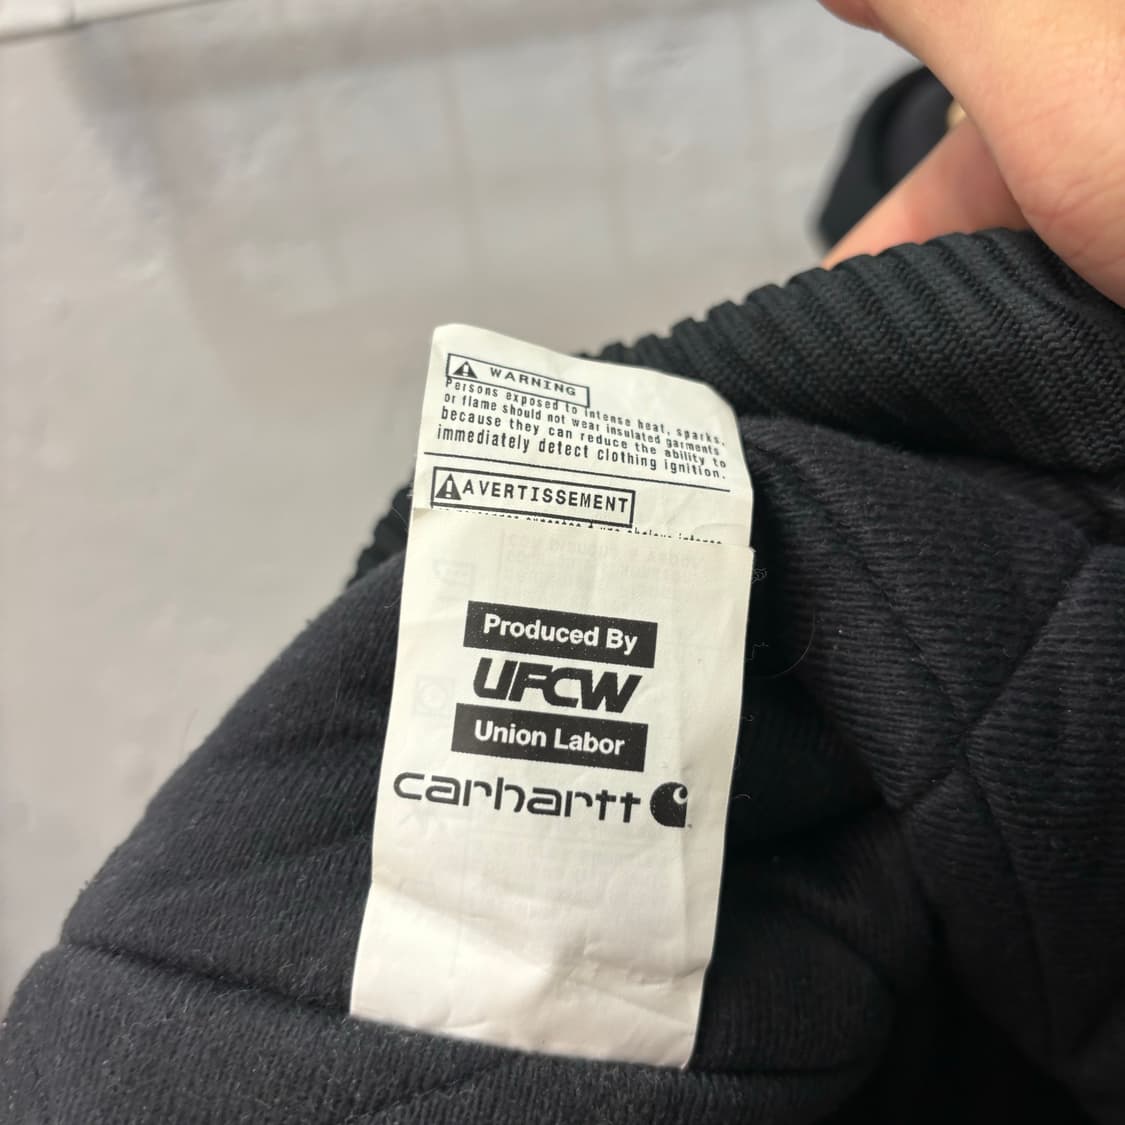 WARNING
Persons exposed to intense heat, sparks,
or flame should not wear insulated garments
because they can reduce the ability to
immediately detect clothing ignition.
AVERTISSEMENT
Produced By
UFCW
Union Labor
carhartt